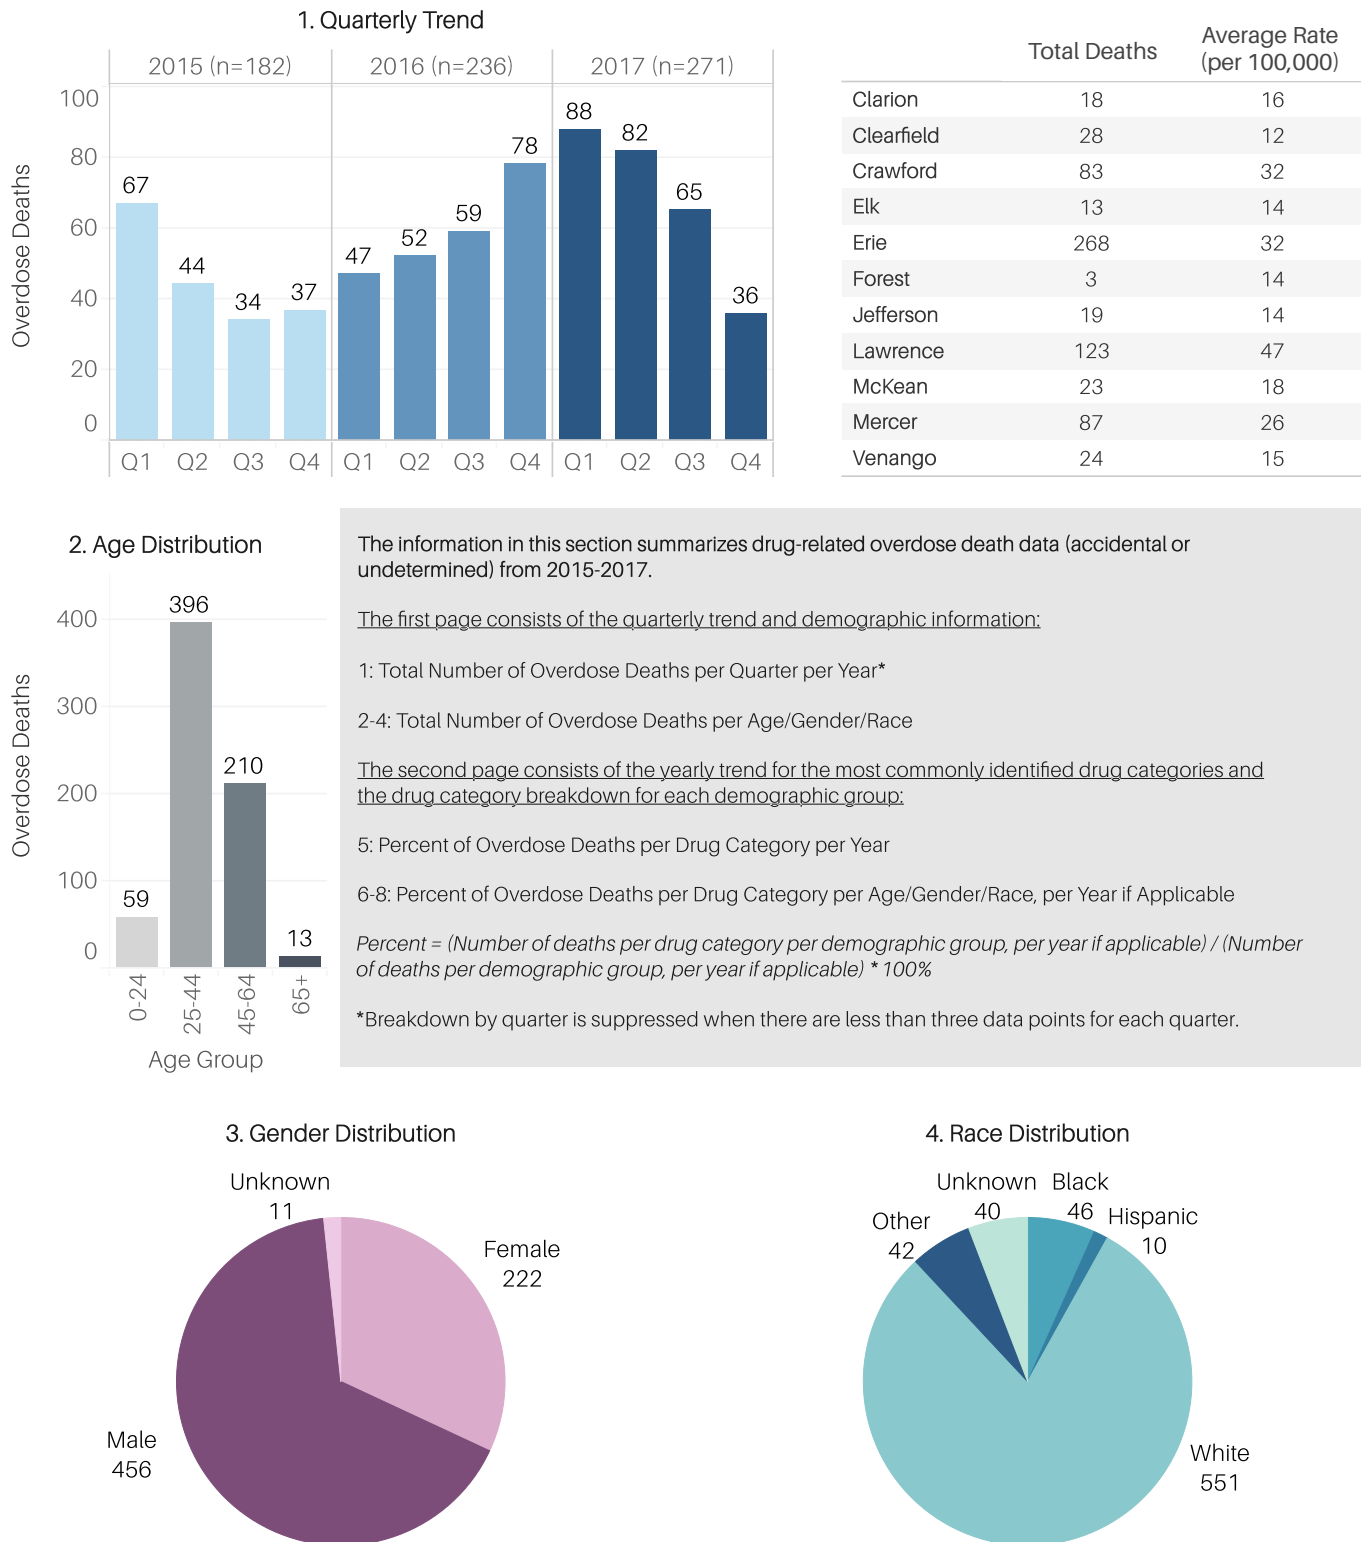 1. Quarterly Trend
2015 (n=182) 2016 (n=236) 2017 (n=271)
Overdose Deaths
100
80
60
40
20
0
67 44 34 37 47 52 59 78 88 82 65 36
Q1 Q2 Q3 Q4 Q1 Q2 Q3 Q4 Q1 Q2 Q3 Q4
Total Deaths Average Rate
(per 100,000)
Clarion 18 16
Clearfield 28 12
Crawford 83 32
Elk 13 14
Erie 268 32
Forest 3 14
Jefferson 19 14
Lawrence 123 47
McKean 23 18
Mercer 87 26
Venango 24 15
2. Age Distribution
Overdose Deaths
400
300
200
100
0
59 396 210 13
0-24 25-44 45-64 65+
Age Group
The information in this section summarizes drug-related overdose death data (accidental or
undetermined) from 2015-2017.
The first page consists of the quarterly trend and demographic information:
1: Total Number of Overdose Deaths per Quarter per Year*
2-4: Total Number of Overdose Deaths per Age/Gender/Race
The second page consists of the yearly trend for the most commonly identified drug categories and
the drug category breakdown for each demographic group:
5: Percent of Overdose Deaths per Drug Category per Year
6-8: Percent of Overdose Deaths per Drug Category per Age/Gender/Race, per Year if Applicable
Percent = (Number of deaths per drug category per demographic group, per year if applicable) / (Number
of deaths per demographic group, per year if applicable) * 100%
*Breakdown by quarter is suppressed when there are less than three data points for each quarter.
3. Gender Distribution
Unknown
11
Female
222
Male
456
4. Race Distribution
Unknown
40
Black
46
Hispanic
10
Other
42
White
551